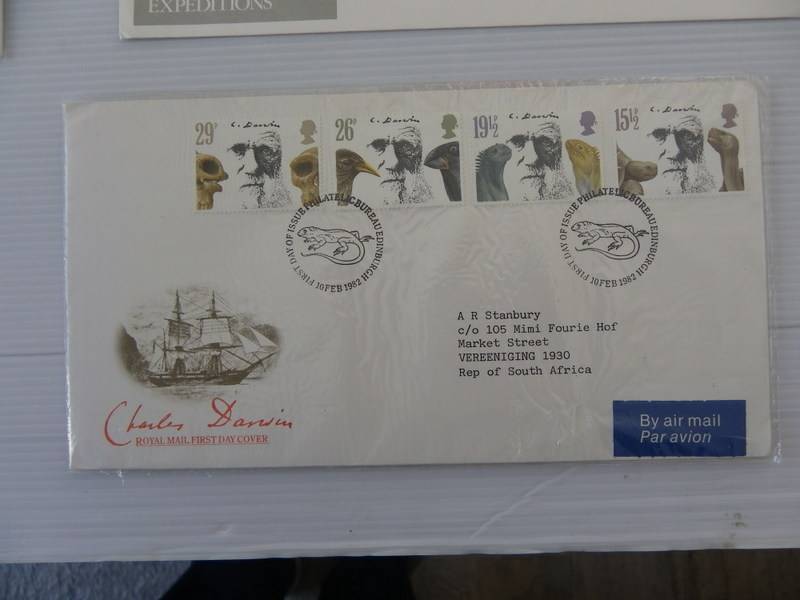 EXPEDITIONS
29P C. Darwin 26P C. Darwin 19½P C. Darwin 15½P C. Darwin
FIRST DAY OF ISSUE PHILATELIC BUREAU EDINBURGH
10 FEB 1982
FIRST DAY OF ISSUE PHILATELIC BUREAU EDINBURGH
10 FEB 1982
A R Stanbury
c/o 105 Mimi Fourie Hof
Market Street
VEREENIGING 1930
Rep of South Africa
Charles Darwin
ROYAL MAIL FIRST DAY COVER
By air mail
Par avion